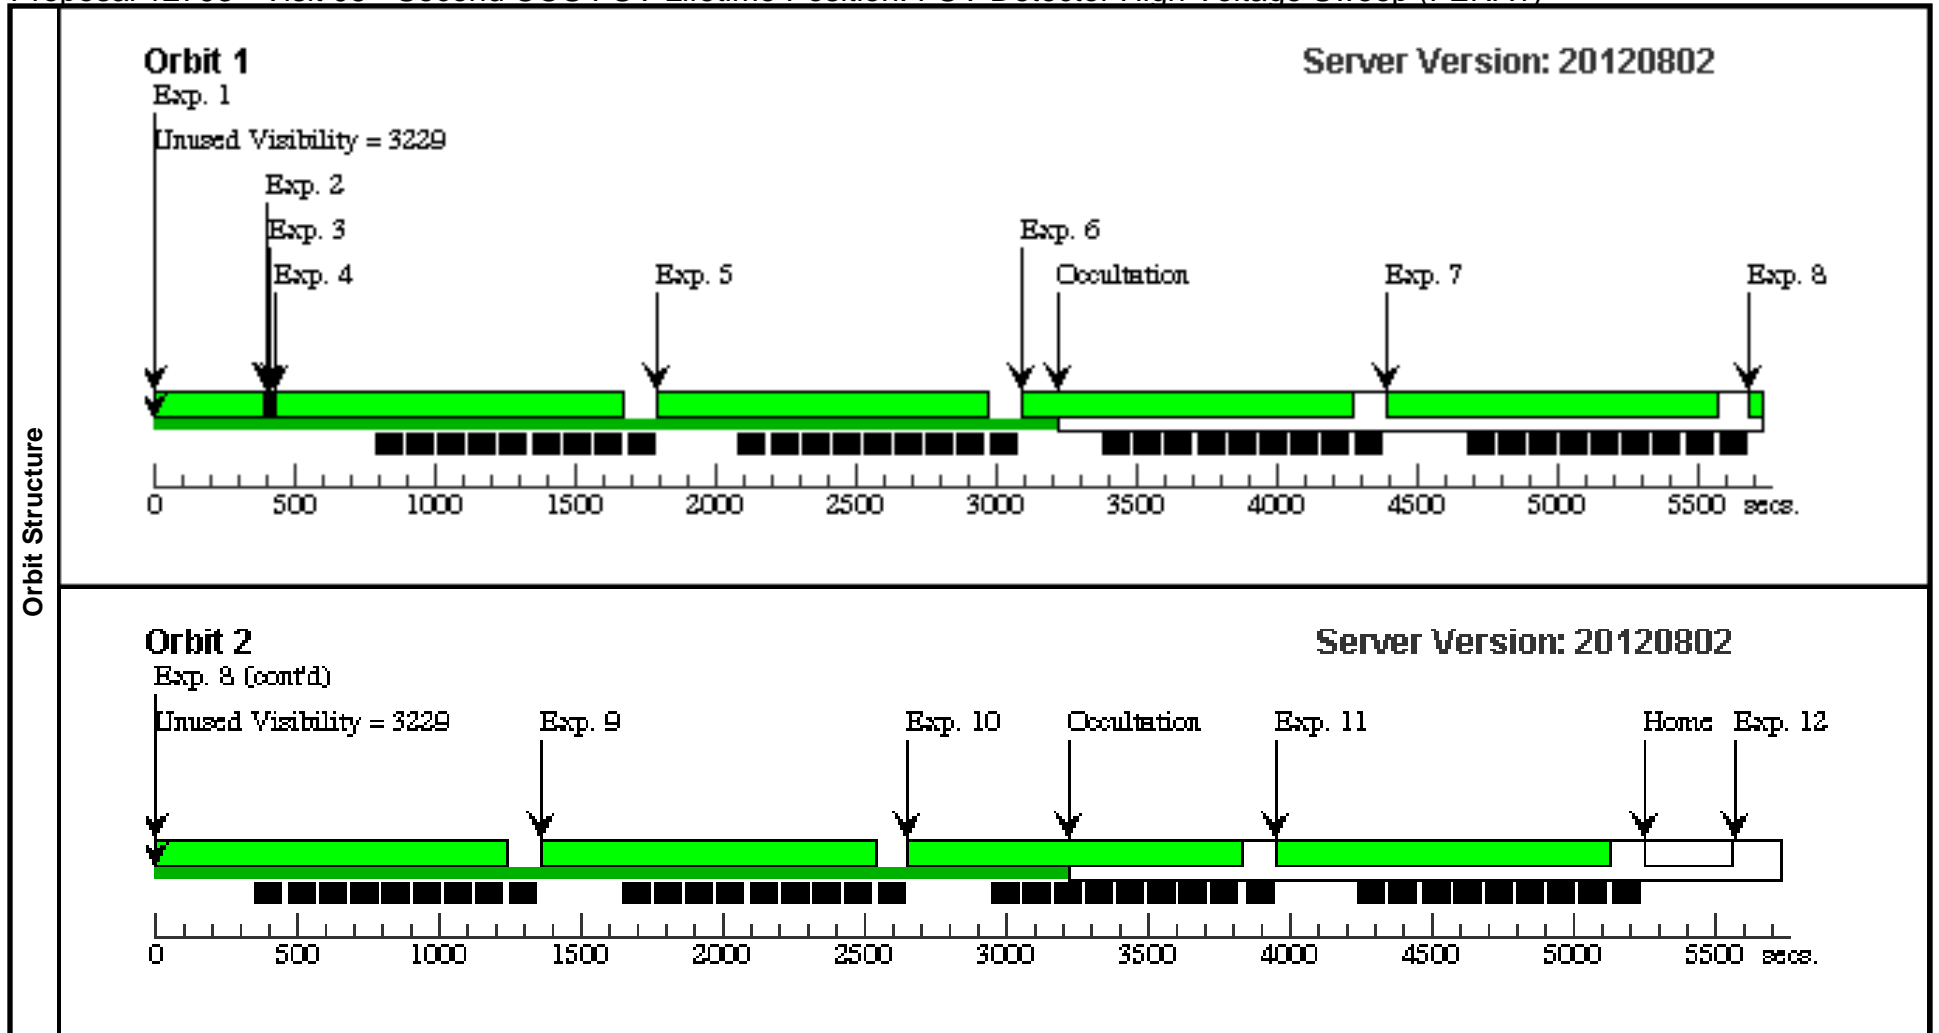 Orbit Structure
Orbit 1
Server Version: 20120802
Exp. 1
Unused Visibility = 3229
Exp. 2
Exp. 3
Exp. 6
Exp. 4
Exp. 5
Occultation
Exp. 7
Exp. 8
0 500 1000 1500 2000 2500 3000 3500 4000 4500 5000 5500 secs.
Orbit 2
Server Version: 20120802
Exp. 8 (cont'd)
Unused Visibility = 3229
Exp. 9
Exp. 10
Occultation
Exp. 11
Home
Exp. 12
0 500 1000 1500 2000 2500 3000 3500 4000 4500 5000 5500 secs.